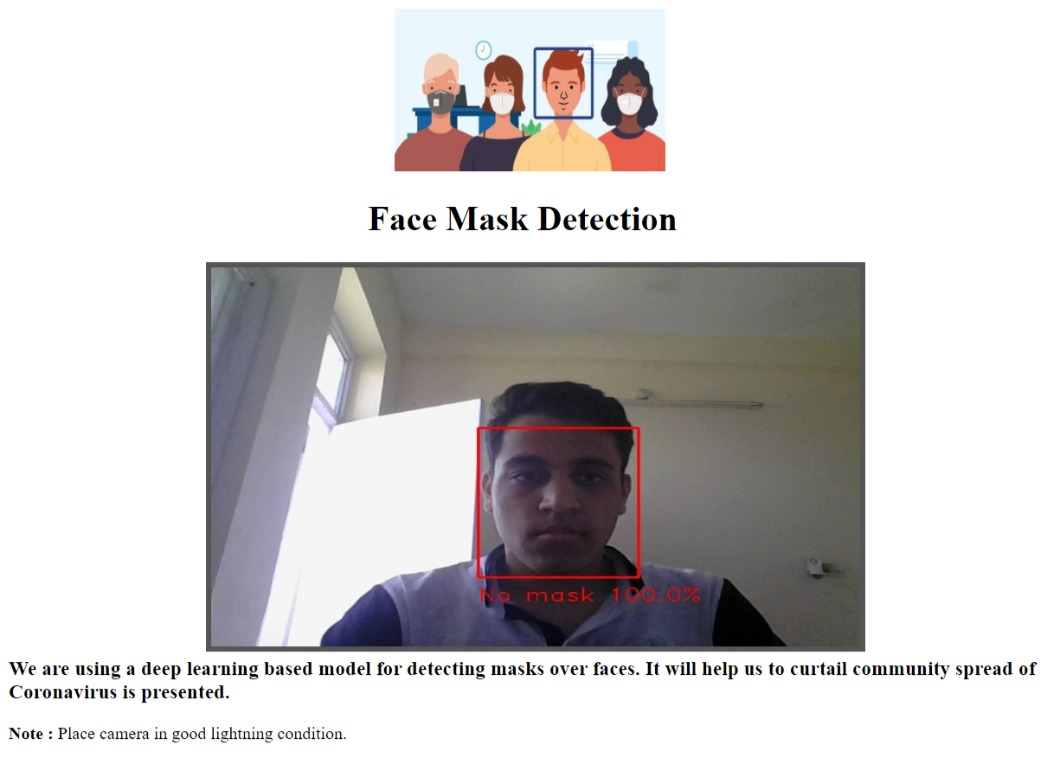 Face Mask Detection
No mask 100.0%
We are using a deep learning based model for detecting masks over faces. It will help us to curtail community spread of
Coronavirus is presented.
Note : Place camera in good lightning condition.